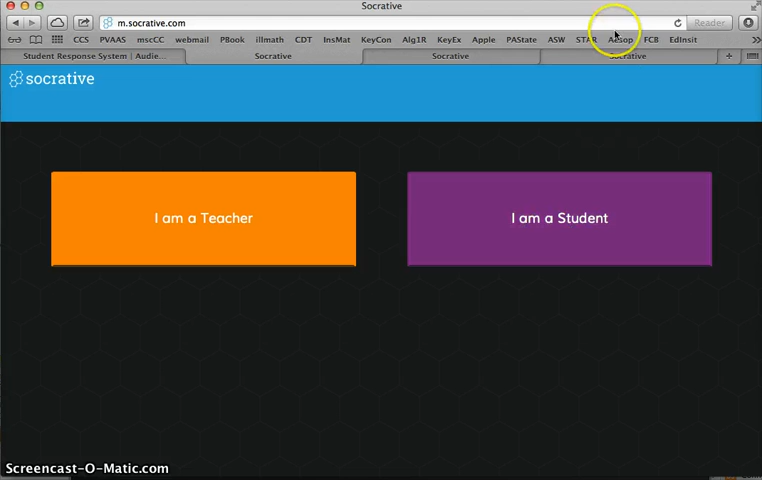 Socrative
m.socrative.com
Reader
CCS PVAAS mscCC webmail PBook illmath CDT InsMat KeyCon Alg1R KeyEx Apple PAState ASW STAR Aesop FCB EdInsit
Student Response System | Audie... Socrative Socrative Socrative
socrative
I am a Teacher I am a Student
Screencast-O-Matic.com